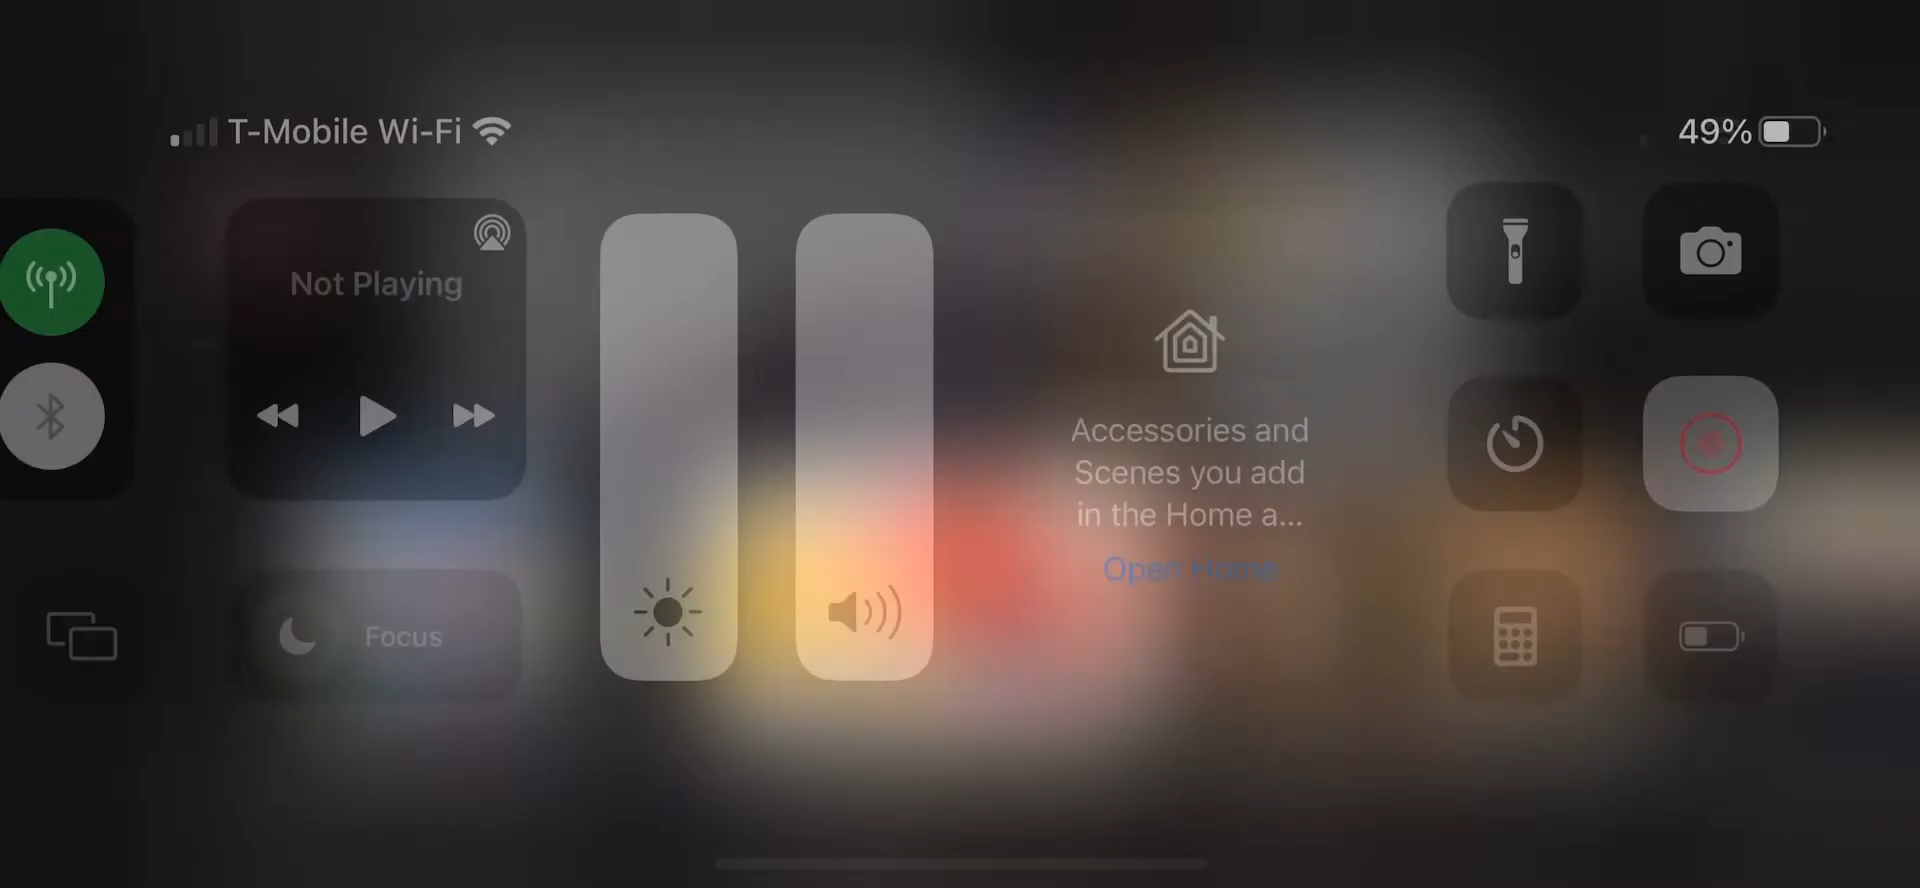 T-Mobile Wi-Fi
49%
Not Playing
Focus
Accessories and
Scenes you add
in the Home a...
Open Home